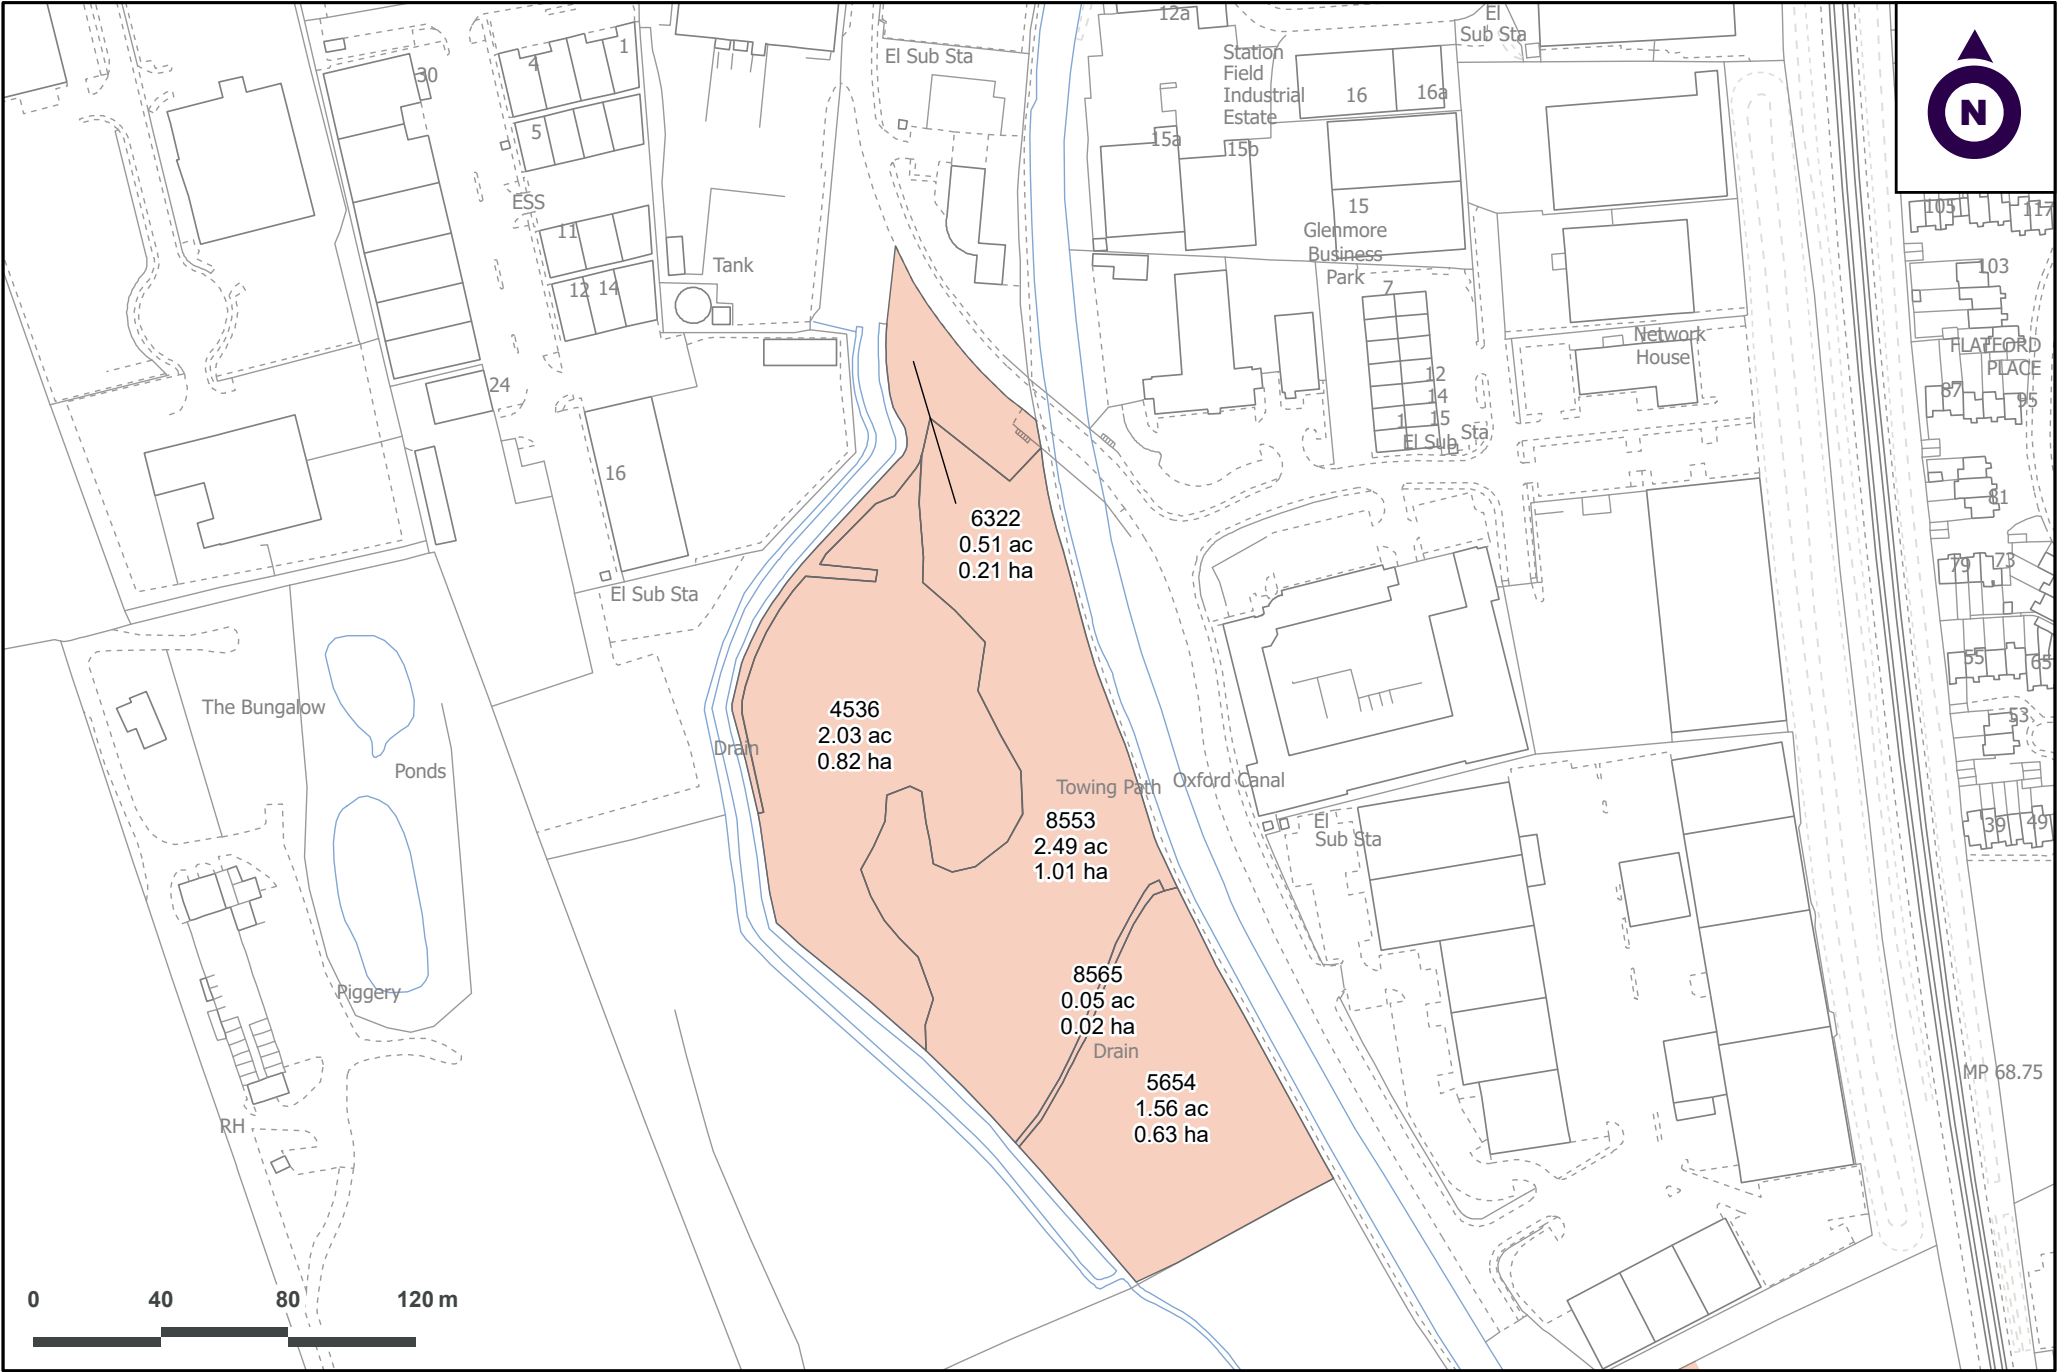 12a
El
Sub Sta
N
1
4
30
5
El Sub Sta
Station
Field
Industrial
Estate
16
16a
15a
15b
ESS
11
12
14
Tank
15
Glenmore
Business
Park
7
105
117
103
Network
House
FLATFORD
PLACE
24
87
95
12
14
15
1
El Sub Sta
16
81
6322
0.51 ac
0.21 ha
79
73
El Sub Sta
55
65
The Bungalow
4536
2.03 ac
0.82 ha
53
Drain
Ponds
Towing Path
Oxford Canal
8553
2.49 ac
1.01 ha
El
Sub Sta
39
49
Piggery
8565
0.05 ac
0.02 ha
Drain
MP 68.75
5654
1.56 ac
0.63 ha
RH
0
40
80
120 m